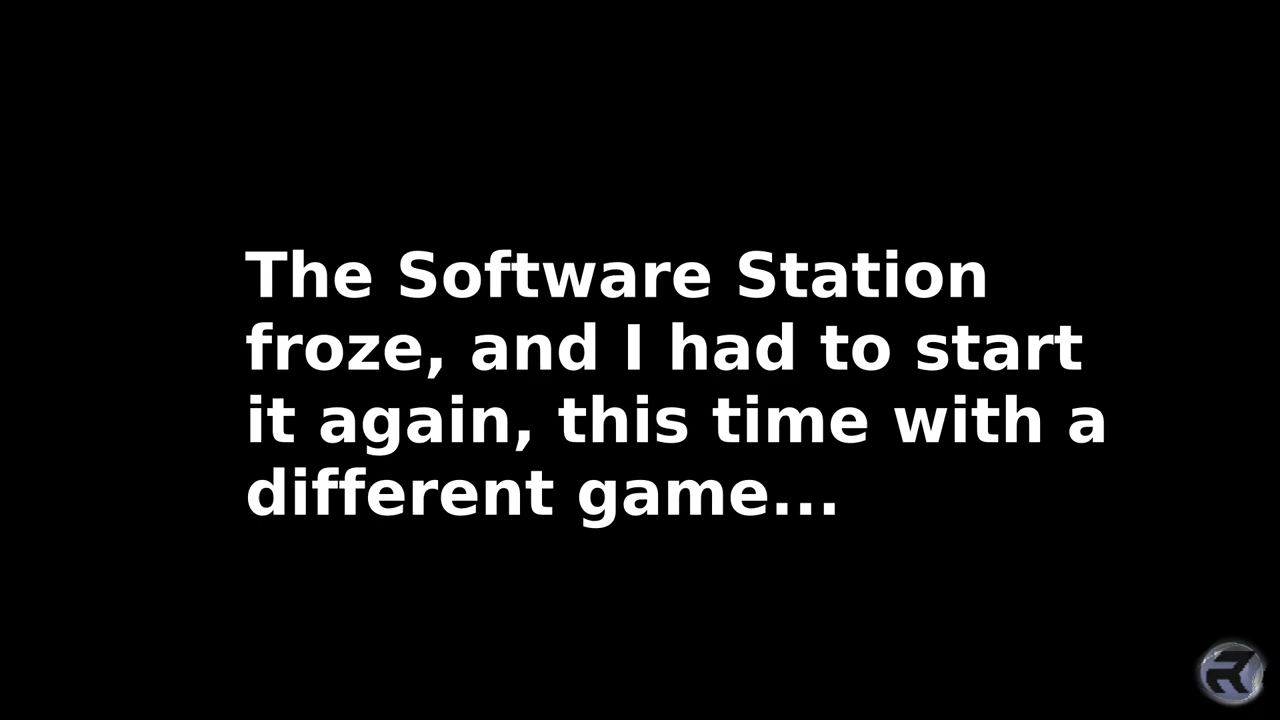 The Software Station
froze, and I had to start
it again, this time with a
different game...